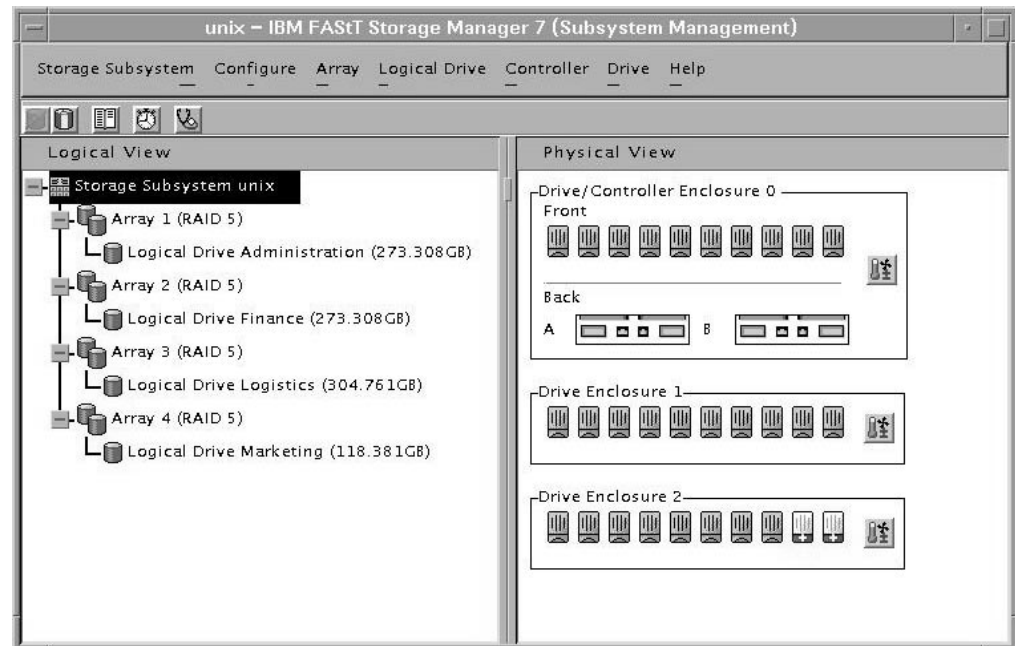 unix – IBM FAStT Storage Manager 7 (Subsystem Management)
Storage Subsystem Configure Array Logical Drive Controller Drive Help
Logical View
Storage Subsystem unix
Array 1 (RAID 5)
Logical Drive Administration (273.308GB)
Array 2 (RAID 5)
Logical Drive Finance (273.308GB)
Array 3 (RAID 5)
Logical Drive Logistics (304.761GB)
Array 4 (RAID 5)
Logical Drive Marketing (118.381GB)
Physical View
Drive/Controller Enclosure 0
Front
Back
A B
Drive Enclosure 1
Drive Enclosure 2